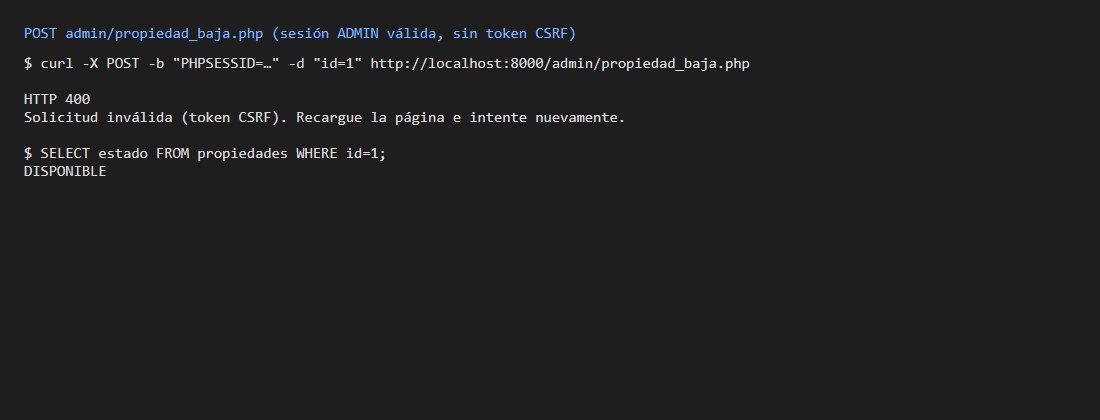 POST admin/propiedad_baja.php (sesión ADMIN válida, sin token CSRF)
$ curl -X POST -b "PHPSESSID=…" -d "id=1" http://localhost:8000/admin/propiedad_baja.php
HTTP 400
Solicitud inválida (token CSRF). Recargue la página e intente nuevamente.
$ SELECT estado FROM propiedades WHERE id=1;
DISPONIBLE